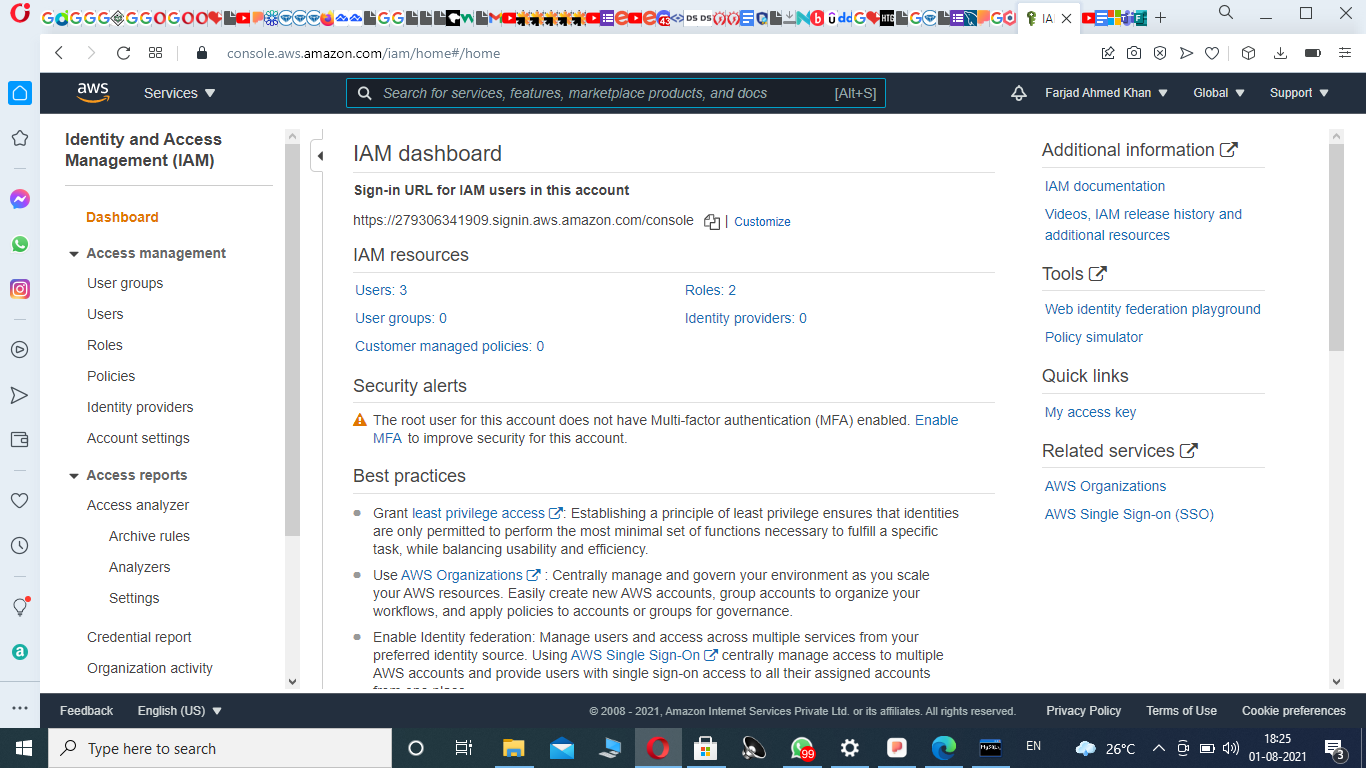 IA
console.aws.amazon.com/iam/home#/home
aws
Services
Search for services, features, marketplace products, and docs
[Alt+S]
Farjad Ahmed Khan
Global
Support
Identity and Access
Management (IAM)
Dashboard
Access management
User groups
Users
Roles
Policies
Identity providers
Account settings
Access reports
Access analyzer
Archive rules
Analyzers
Settings
Credential report
Organization activity
IAM dashboard
Sign-in URL for IAM users in this account
https://279306341909.signin.aws.amazon.com/console | Customize
IAM resources
Users: 3
Roles: 2
User groups: 0
Identity providers: 0
Customer managed policies: 0
Security alerts
The root user for this account does not have Multi-factor authentication (MFA) enabled. Enable
MFA to improve security for this account.
Best practices
Grant least privilege access : Establishing a principle of least privilege ensures that identities
are only permitted to perform the most minimal set of functions necessary to fulfill a specific
task, while balancing usability and efficiency.
Use AWS Organizations : Centrally manage and govern your environment as you scale
your AWS resources. Easily create new AWS accounts, group accounts to organize your
workflows, and apply policies to accounts or groups for governance.
Enable Identity federation: Manage users and access across multiple services from your
preferred identity source. Using AWS Single Sign-On centrally manage access to multiple
AWS accounts and provide users with single sign-on access to all their assigned accounts
from one place.
Additional information
IAM documentation
Videos, IAM release history and
additional resources
Tools
Web identity federation playground
Policy simulator
Quick links
My access key
Related services
AWS Organizations
AWS Single Sign-on (SSO)
Feedback
English (US)
© 2008 - 2021, Amazon Internet Services Private Ltd. or its affiliates. All rights reserved.
Privacy Policy
Terms of Use
Cookie preferences
Type here to search
99
MySQL
EN
26°C
18:25
01-08-2021
3